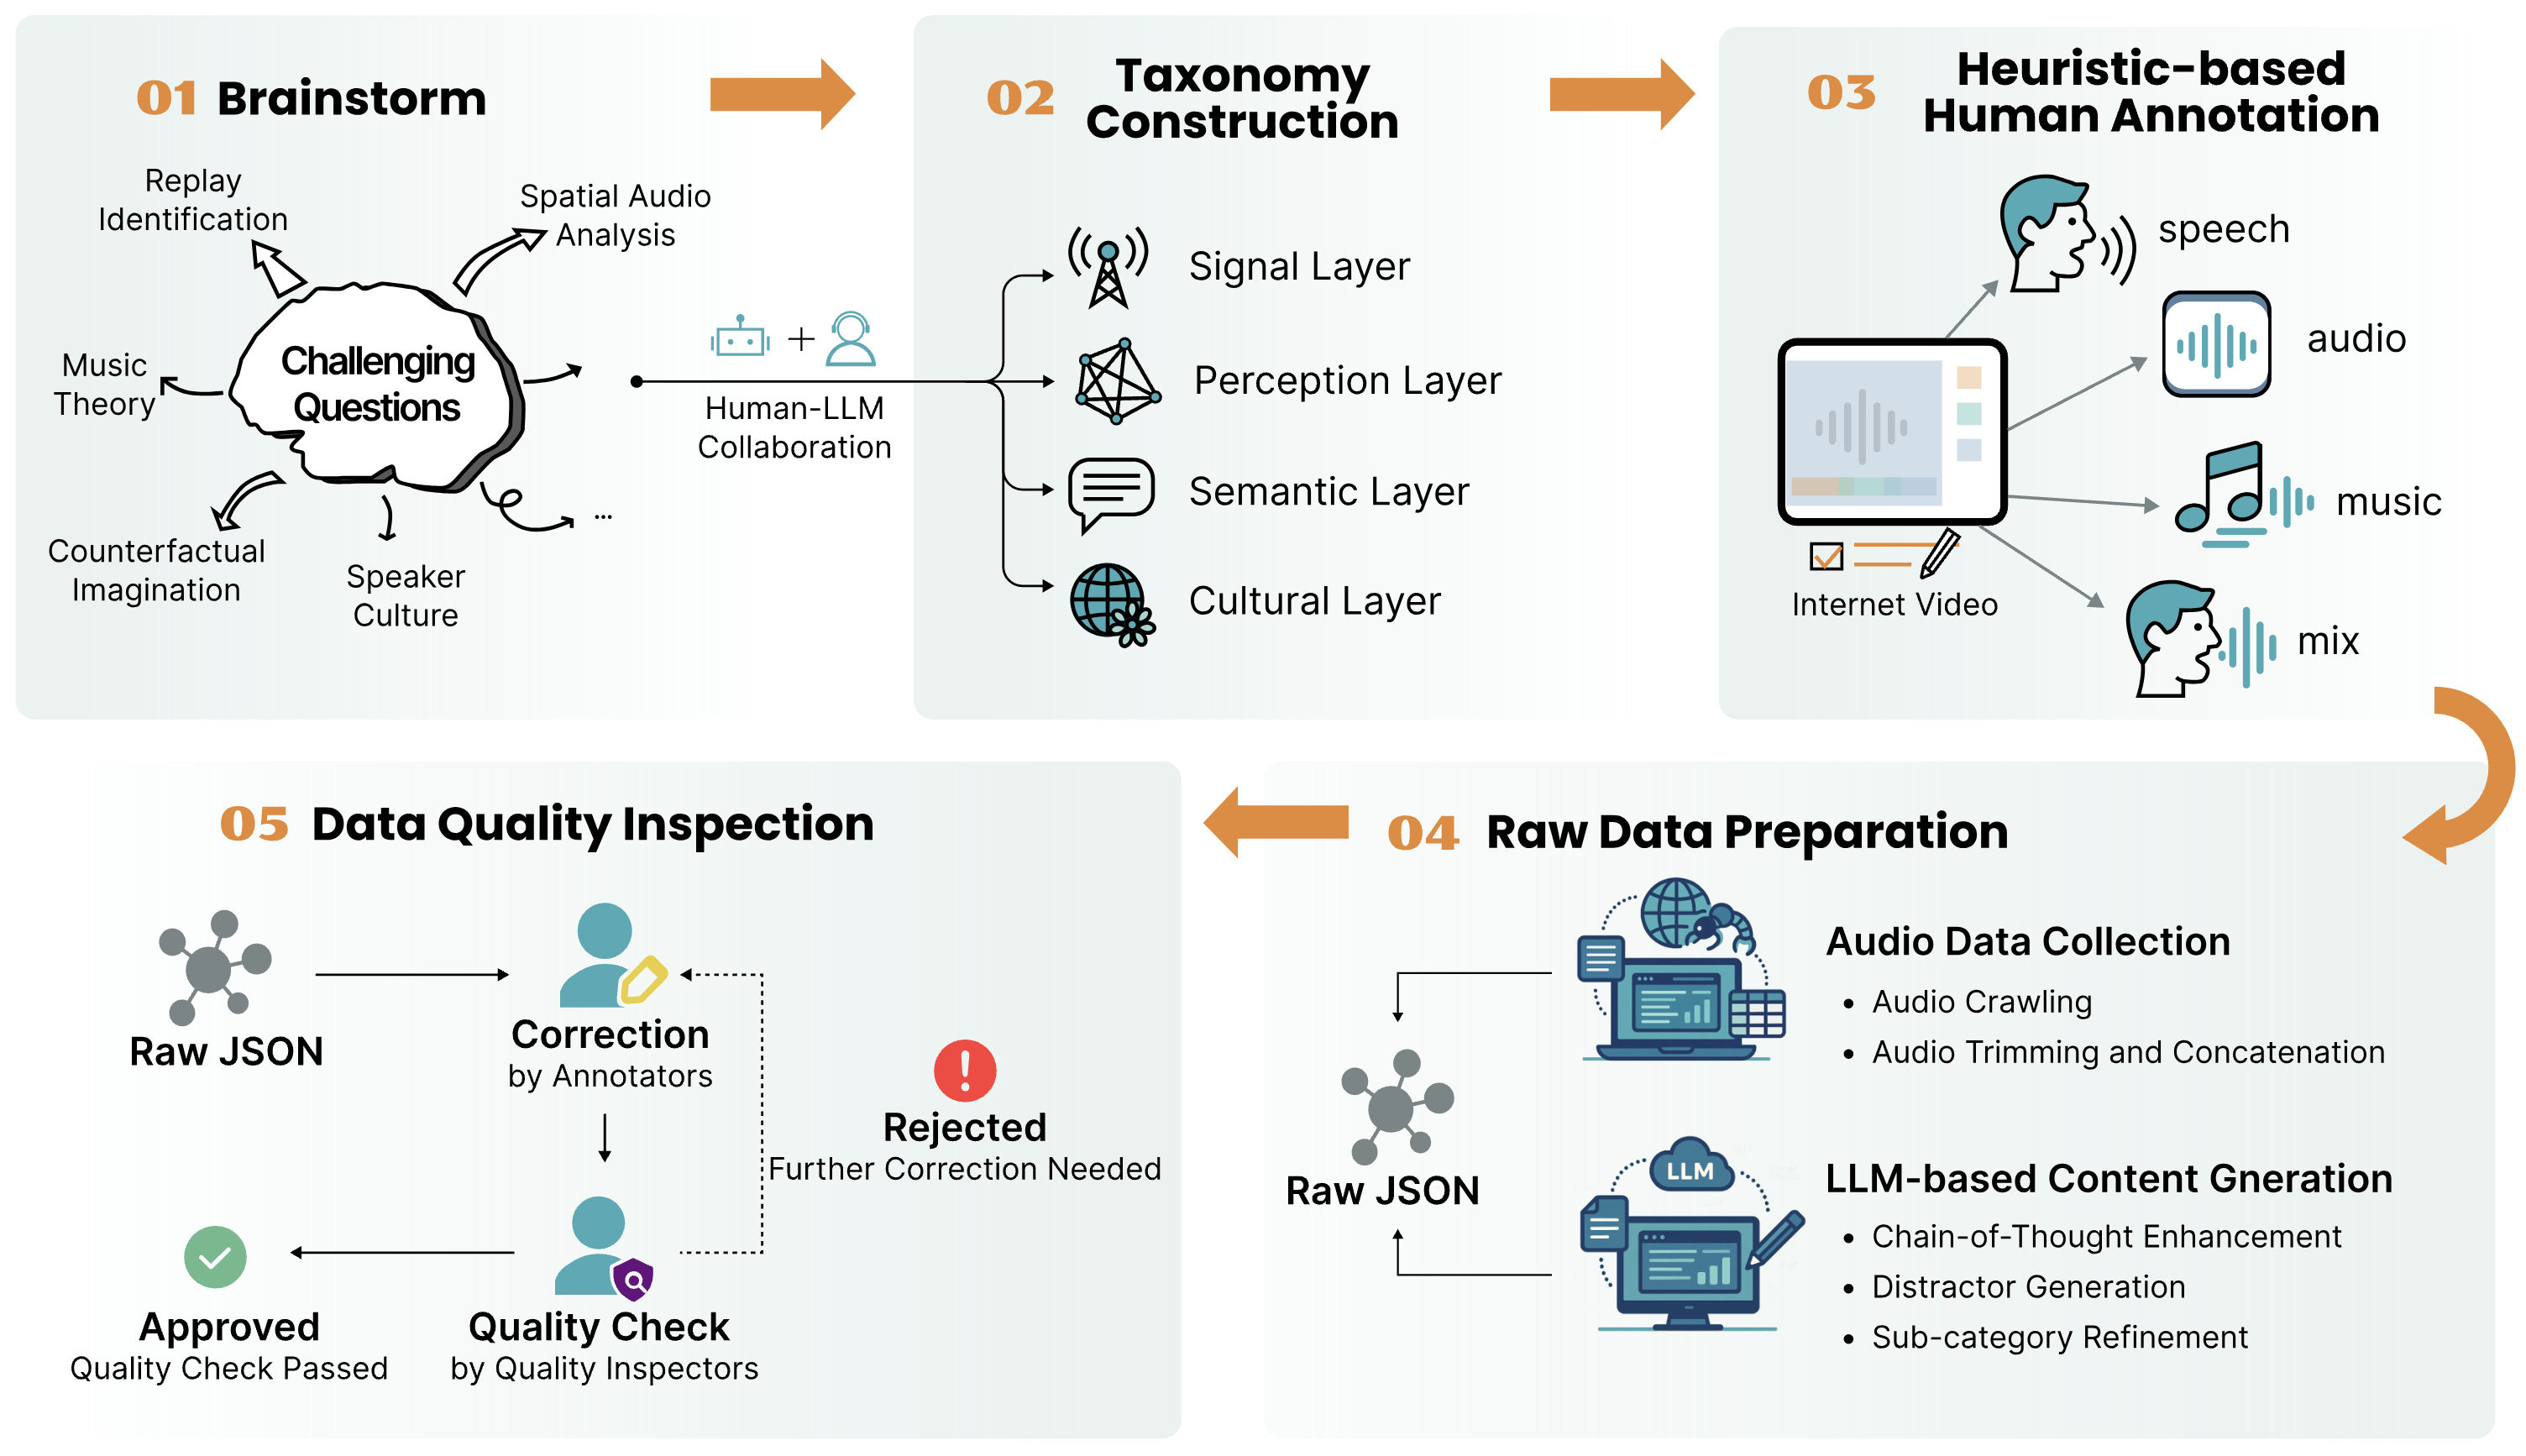 01 Brainstorm
Replay
Identification
Spatial Audio
Analysis
Challenging
Questions
Music
Theory
Counterfactual
Imagination
Speaker
Culture
...
Human-LLM
Collaboration
02 Taxonomy
Construction
Signal Layer
Perception Layer
Semantic Layer
Cultural Layer
03 Heuristic-based
Human Annotation
speech
audio
music
mix
Internet Video
04 Raw Data Preparation
Audio Data Collection
• Audio Crawling
• Audio Trimming and Concatenation
Raw JSON
LLM
LLM-based Content Gneration
• Chain-of-Thought Enhancement
• Distractor Generation
• Sub-category Refinement
05 Data Quality Inspection
Raw JSON
Correction
by Annotators
Rejected
Further Correction Needed
Approved
Quality Check Passed
Quality Check
by Quality Inspectors